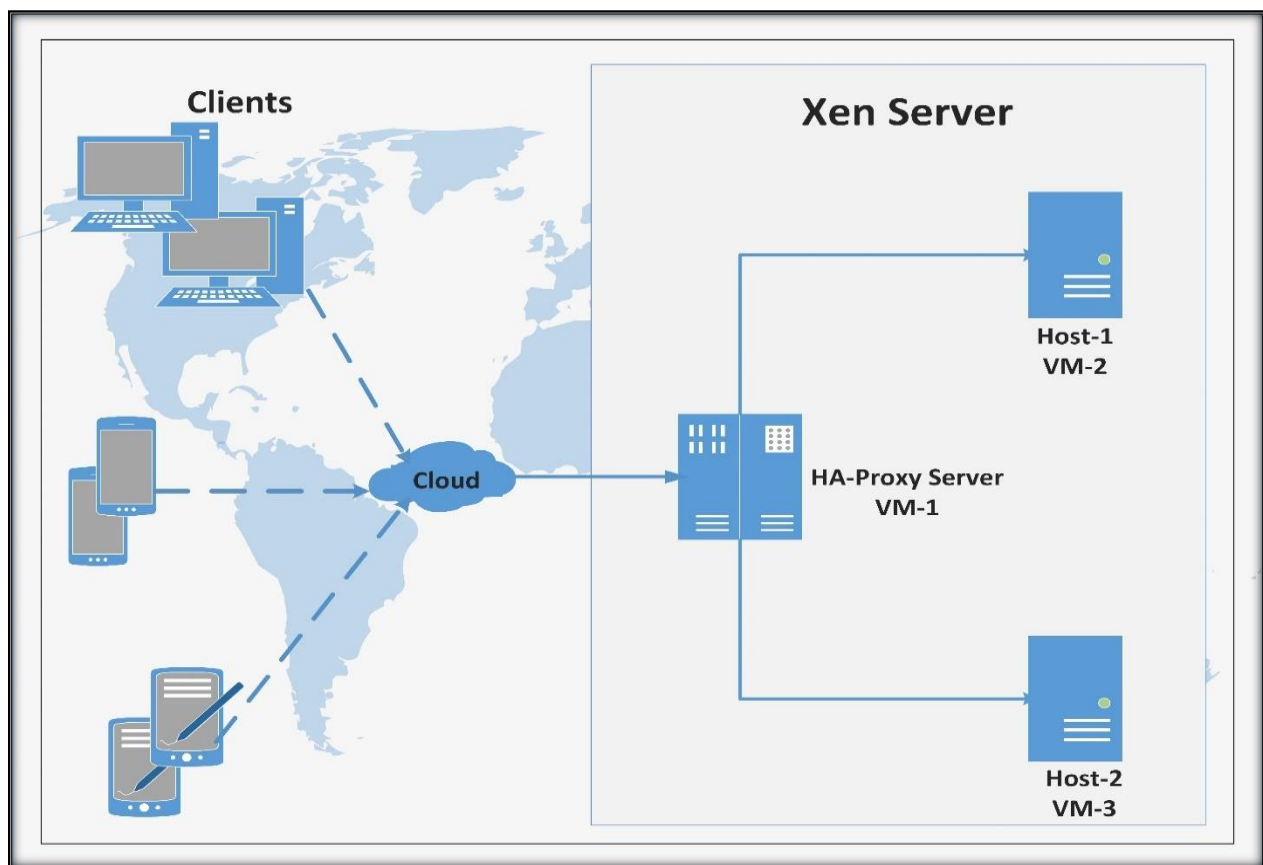 Clients
Xen Server
Host-1
VM-2
Cloud
HA-Proxy Server
VM-1
Host-2
VM-3